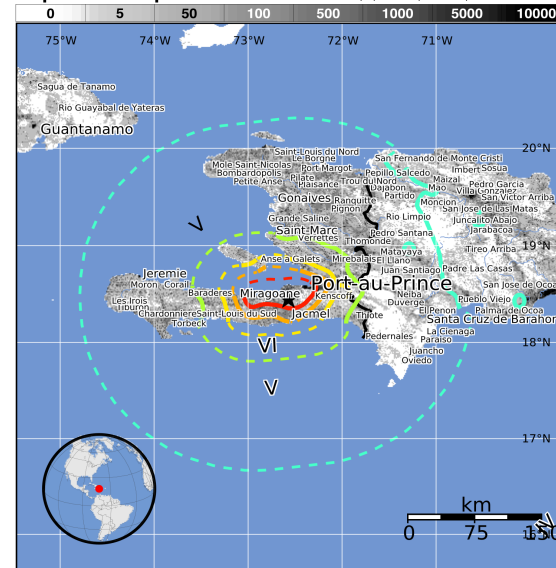 0 5 50 100 500 1000 5000 10000
75°W 74°W 73°W 72°W 71°W
Sagua de Tanamo
Rio Guayabal de Yateras
Guantanamo
20°N
Saint-Louis du Nord
Le Borgne
San Fernando de Monte Cristi
Mole Saint-Nicolas
Port Margot
Imbert
Sosua
Bombardopolis
Pilate
Pepillo Salcedo
Petite Anse
Plaisance
Trou du Nord
Maizal
Dajabon
Mao
Pedro Garcia
Villa Gonzalez
Gonaives
Ranquitte
Partido
San Victor Arriba
Pignon
Moncion
San Jose de Las Matas
Grande Saline
Rio Limpio
Juncalito Abajo
Saint-Marc
Pedro Santana
Jarabacoa
V
Verrettes
Thomonde
19°N
Matayaya
Tireo Arriba
Anse a Galets
Mirebalais
El Llano
Juan Santiago
Padre Las Casas
Jeremie
Port-au-Prince
Moron
Corail
Baraderes
Miragoane
Kenscoff
Neiba
San Jose de Ocoa
Les Irois
Duverge
Pueblo Viejo
Tiburon
Chardonniere
Saint-Louis du Sud
Jacmel
Thiote
El Penon
Palmar de Ocoa
Torbeck
Santa Cruz de Barahon
La Cienaga
Pedernales
Paraiso
18°N
VI
Juancho
Oviedo
V
17°N
km
0 75 150
16°N
IV